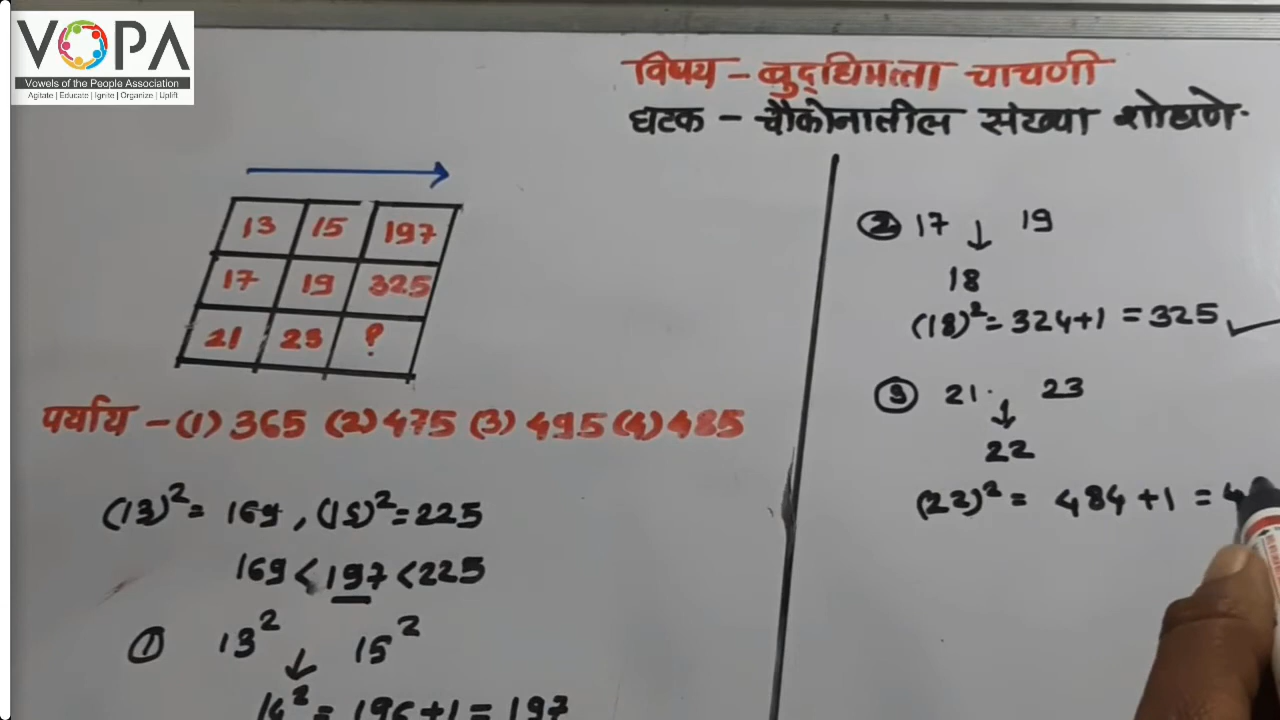 VOPA
Vowels of the People Association
Agitate | Educate | Ignite | Organize | Uplift
विषय - बुद्धिमत्ता चाचणी
घटक - चौकोनातील संख्या शोधणे.
13 15 197
17 19 325
21 23 ?
पर्याय - (1) 365 (2) 475 (3) 495 (4) 485
(13)² = 169, (15)² = 225
169 < 197 < 225
① 13² 15²
↓
14² = 196+1 = 197
② 17 ↓ 19
18
(18)² = 324+1 = 325 ✓
③ 21 ↓ 23
22
(22)² = 484+1 = 4